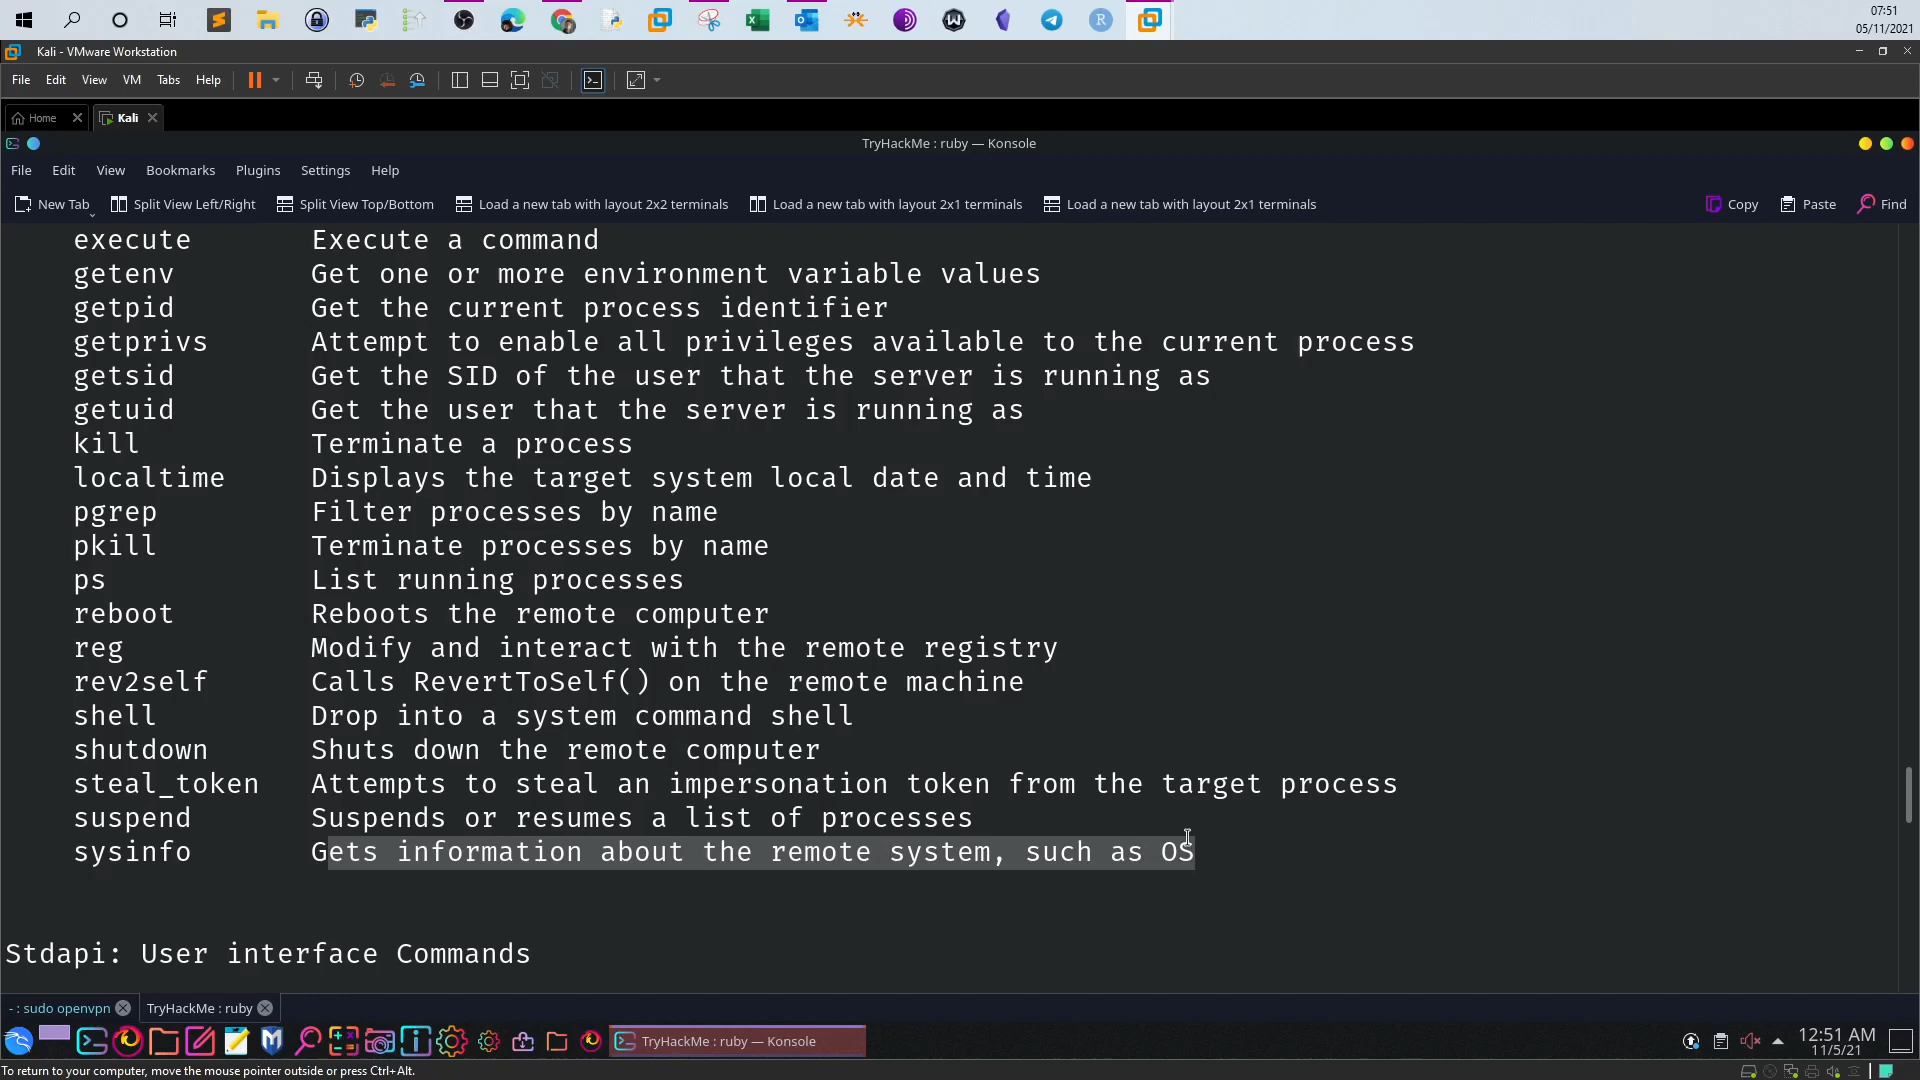 07:51
05/11/2021
Kali - VMware Workstation
File Edit View VM Tabs Help
Home Kali
TryHackMe : ruby — Konsole
File Edit View Bookmarks Plugins Settings Help
New Tab Split View Left/Right Split View Top/Bottom Load a new tab with layout 2x2 terminals Load a new tab with layout 2x1 terminals Load a new tab with layout 2x1 terminals Copy Paste Find
execute Execute a command
getenv Get one or more environment variable values
getpid Get the current process identifier
getprivs Attempt to enable all privileges available to the current process
getsid Get the SID of the user that the server is running as
getuid Get the user that the server is running as
kill Terminate a process
localtime Displays the target system local date and time
pgrep Filter processes by name
pkill Terminate processes by name
ps List running processes
reboot Reboots the remote computer
reg Modify and interact with the remote registry
rev2self Calls RevertToSelf() on the remote machine
shell Drop into a system command shell
shutdown Shuts down the remote computer
steal_token Attempts to steal an impersonation token from the target process
suspend Suspends or resumes a list of processes
sysinfo Gets information about the remote system, such as OS
Stdapi: User interface Commands
- : sudo openvpn TryHackMe : ruby
TryHackMe : ruby — Konsole
12:51 AM
11/5/21
To return to your computer, move the mouse pointer outside or press Ctrl+Alt.